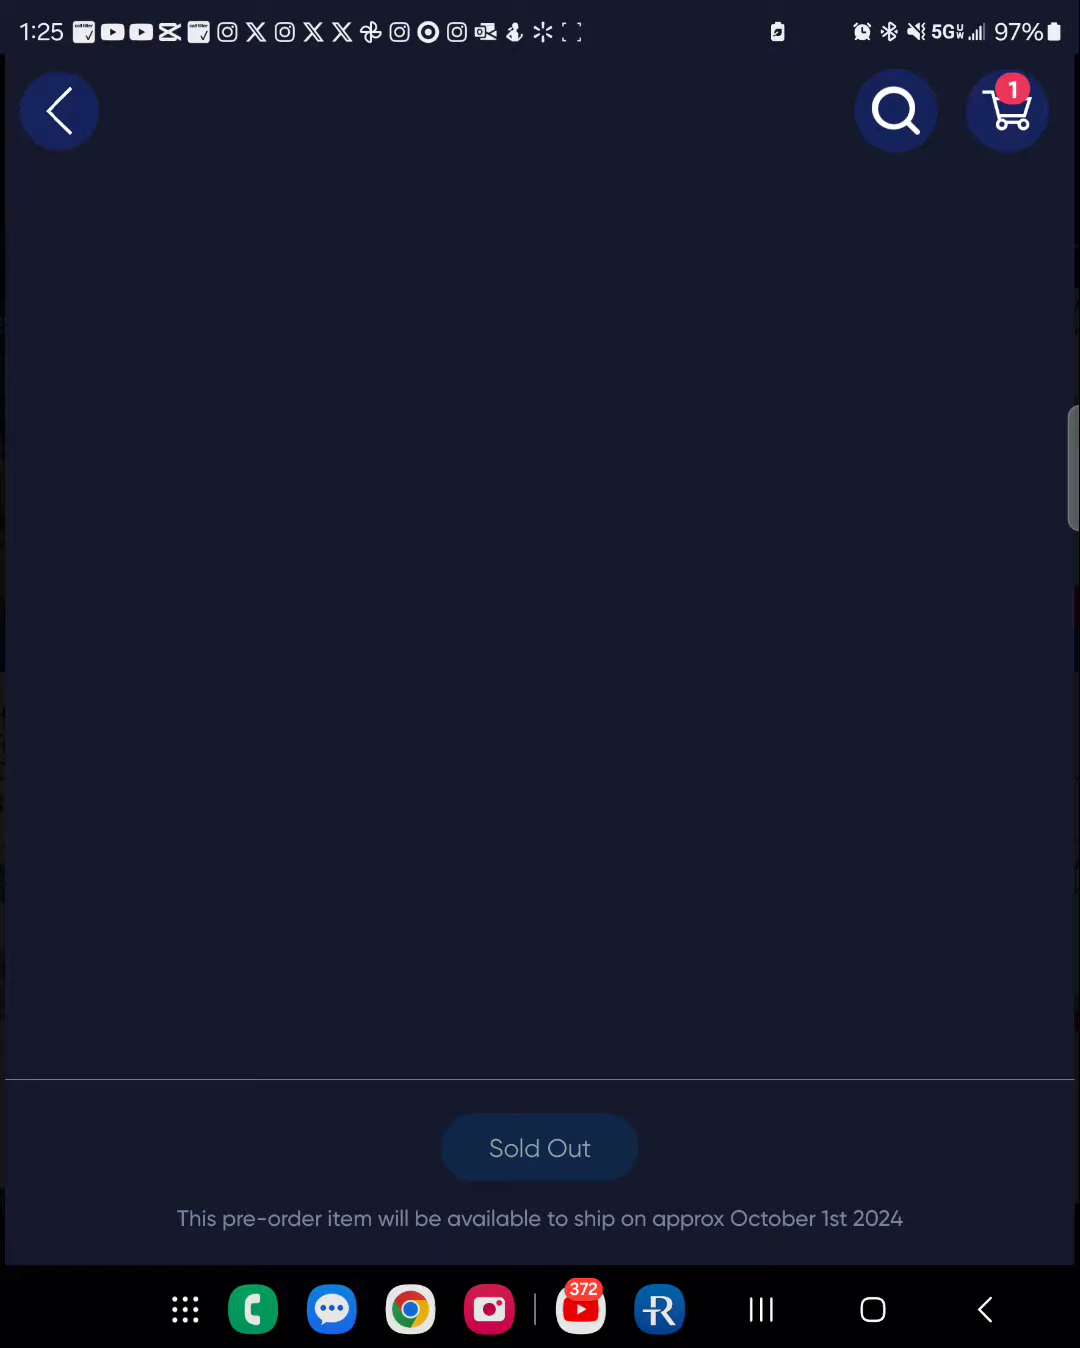 1:25 5G 97%
1
Sold Out
This pre-order item will be available to ship on approx October 1st 2024
372
R